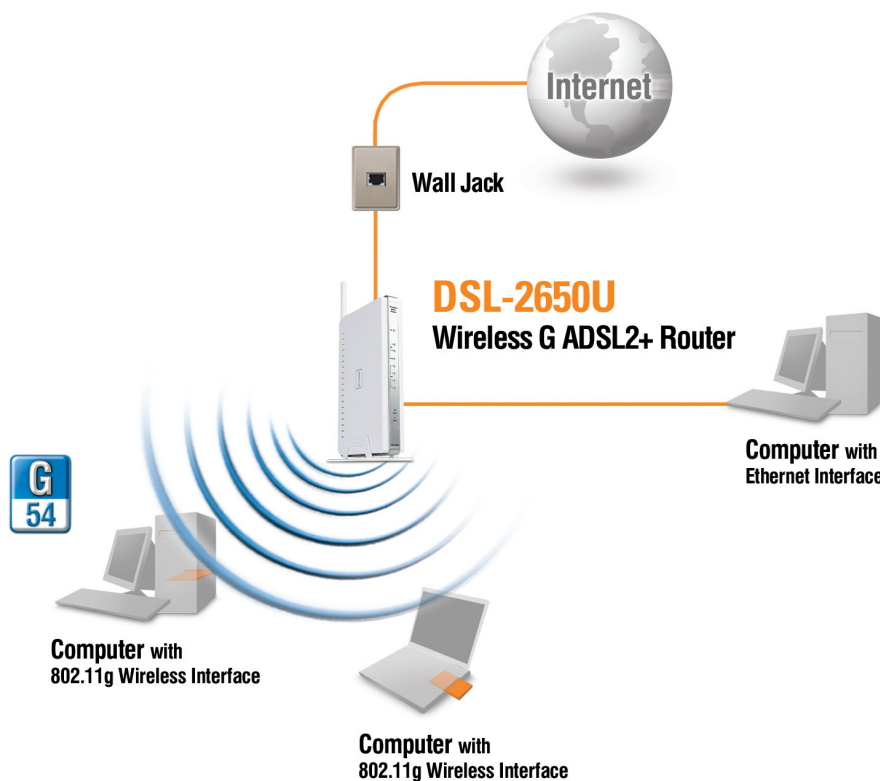 Internet
Wall Jack
DSL-2650U
Wireless G ADSL2+ Router
Computer with
Ethernet Interface
G
54
Computer with
802.11g Wireless Interface
Computer with
802.11g Wireless Interface